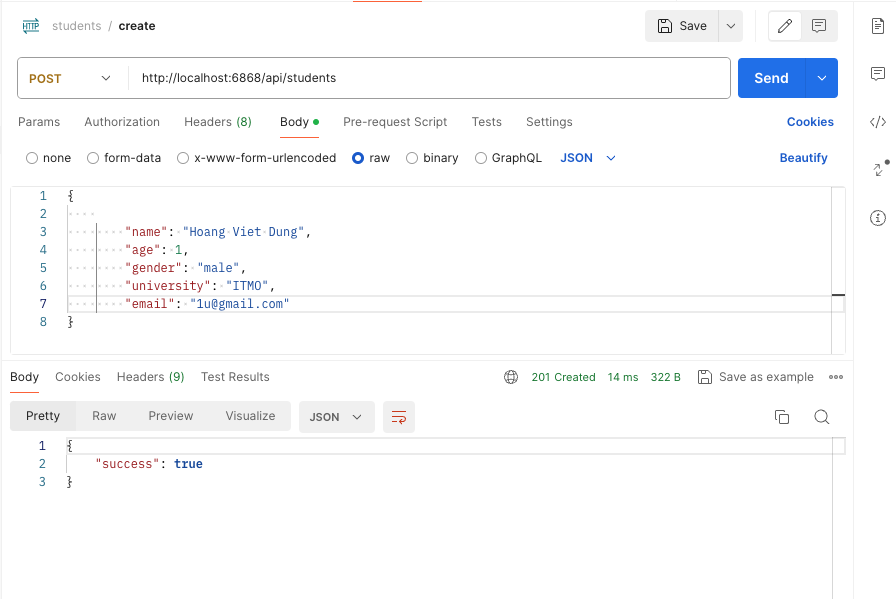 HTTP students / create Save
POST http://localhost:6868/api/students Send
Params Authorization Headers (8) Body Pre-request Script Tests Settings Cookies
none form-data x-www-form-urlencoded raw binary GraphQL JSON Beautify
1 {
2
3 "name": "Hoang Viet Dung",
4 "age": 1,
5 "gender": "male",
6 "university": "ITMO",
7 "email": "1u@gmail.com"
8 }
Body Cookies Headers (9) Test Results 201 Created 14 ms 322 B Save as example
Pretty Raw Preview Visualize JSON
1 {
2 "success": true
3 }